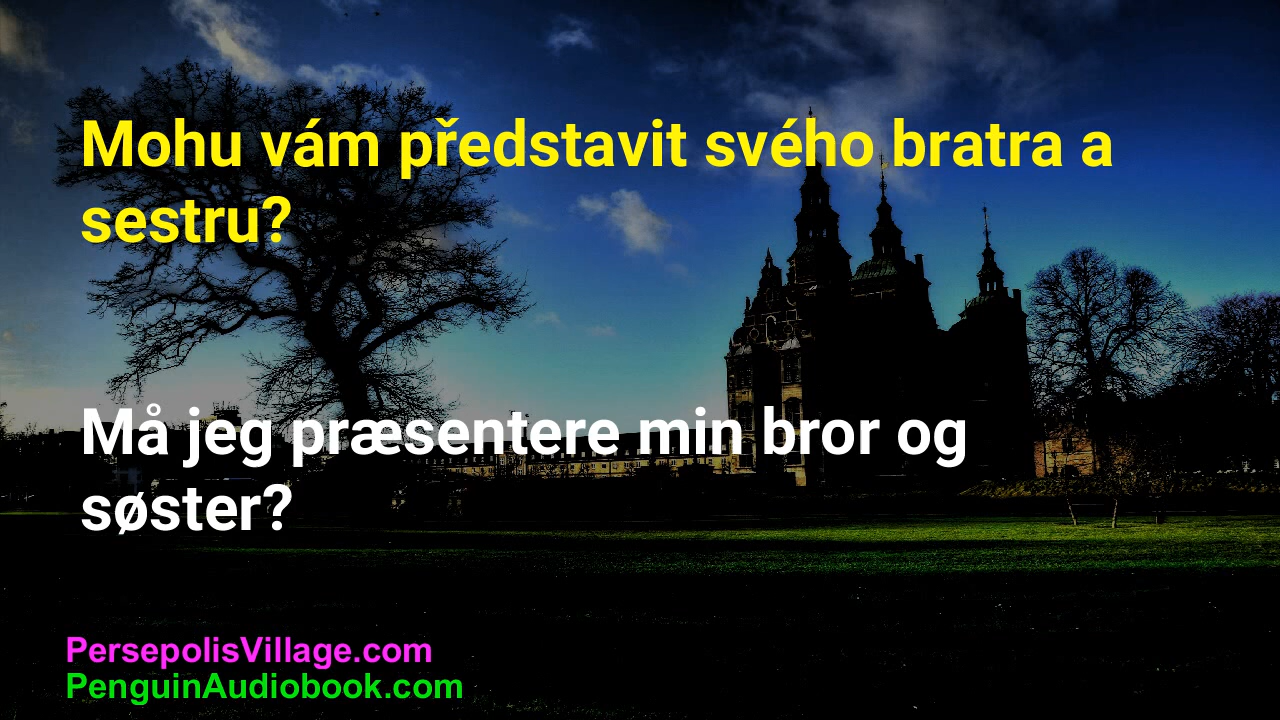 Mohu vám představit svého bratra a
sestru?
Må jeg præsentere min bror og
søster?
PersepolisVillage.com
PenguinAudiobook.com